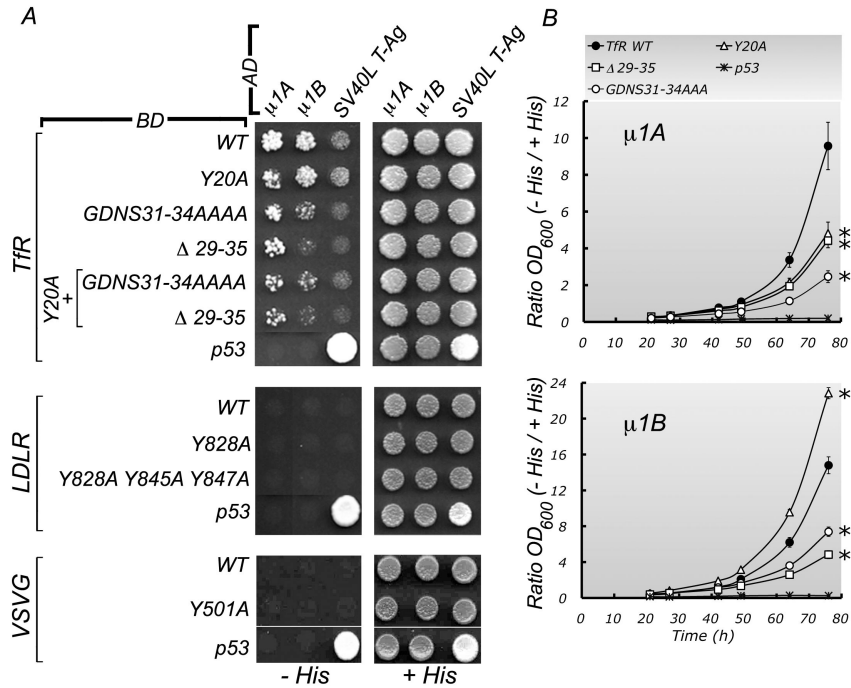 A
AD
μ1A μ1B SV40L T-Ag μ1A μ1B SV40L T-Ag
BD
TfR
WT
Y20A
GDNS31-34AAAA
Δ 29-35
Y20A +
GDNS31-34AAAA
Δ 29-35
p53
LDLR
WT
Y828A
Y828A Y845A Y847A
p53
VSVG
WT
Y501A
p53
- His + His
B
TfR WT Y20A
Δ 29-35 p53
GDNS31-34AAA
μ1A
Ratio OD600 (- His / + His)
12
10
8
6
4
2
0
* * *
0 10 20 30 40 50 60 70 80
μ1B
Ratio OD600 (- His / + His)
24
20
16
12
8
4
0
* * *
0 10 20 30 40 50 60 70 80
Time (h)